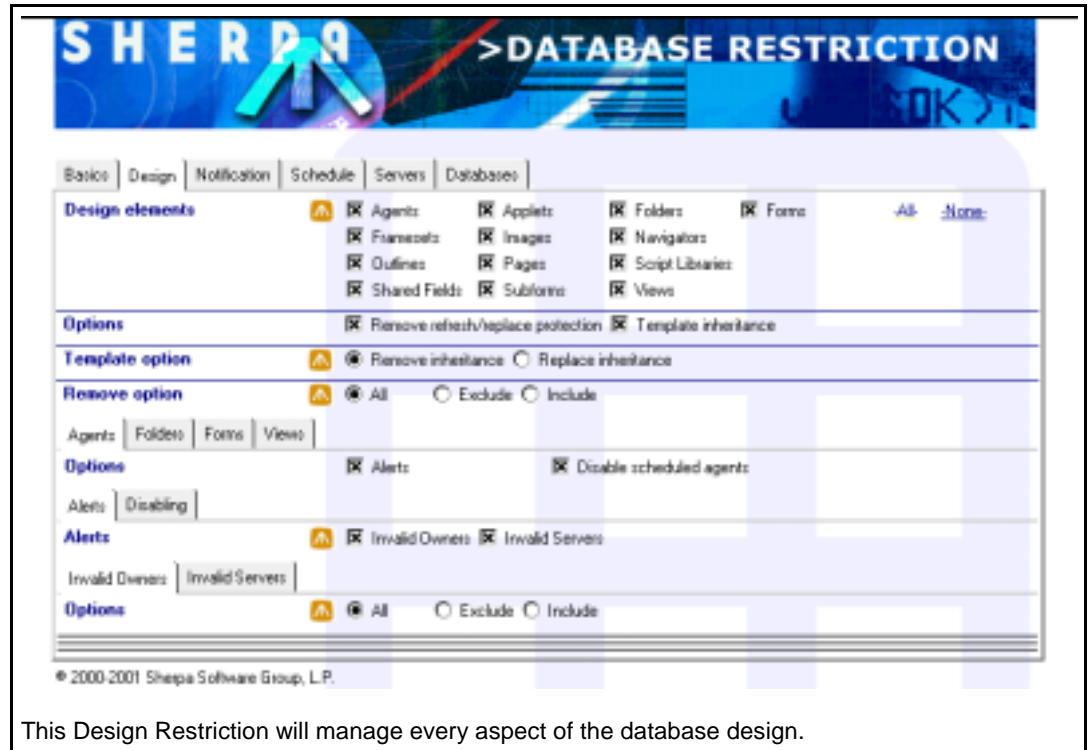 SHERPA >DATABASE RESTRICTION
Basics Design Notification Schedule Servers Databases
Design elements Agents Applets Folders Forms -All- -None-
Framesets Images Navigators
Outlines Pages Script Libraries
Shared Fields Subforms Views
Options Remove refresh/replace protection Template inheritance
Template option Remove inheritance Replace inheritance
Remove option All Exclude Include
Agents Folders Forms Views
Options Alerts Disable scheduled agents
Alerts Disabling
Alerts Invalid Owners Invalid Servers
Invalid Owners Invalid Servers
Options All Exclude Include
© 2000-2001 Sherpa Software Group, L.P.
This Design Restriction will manage every aspect of the database design.